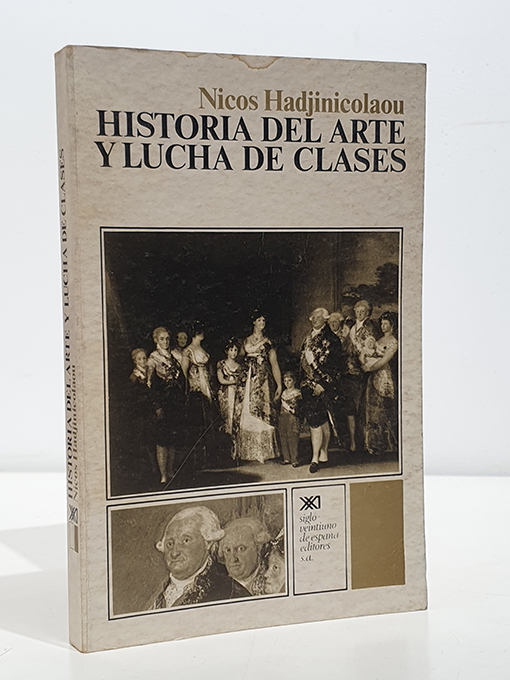 Nicos Hadjinicolaou
HISTORIA DEL ARTE
Y LUCHA DE CLASES
siglo
veintiuno
de españa
editores
s.a.
HISTORIA DEL ARTE Y LUCHA DE CLASES
Nicos Hadjinicolaou